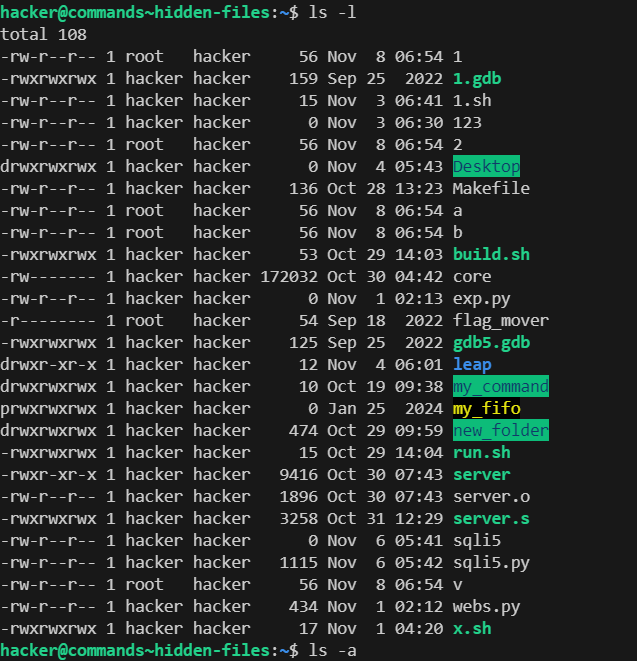 hacker@commands~hidden-files:~$ ls -l
total 108
-rw-r--r-- 1 root   hacker     56 Nov  8 06:54 1
-rwxrwxrwx 1 hacker hacker    159 Sep 25  2022 1.gdb
-rw-r--r-- 1 hacker hacker     15 Nov  3 06:41 1.sh
-rw-r--r-- 1 hacker hacker      0 Nov  3 06:30 123
-rw-r--r-- 1 root   hacker     56 Nov  8 06:54 2
drwxrwxrwx 1 hacker hacker      0 Nov  4 05:43 Desktop
-rw-r--r-- 1 hacker hacker    136 Oct 28 13:23 Makefile
-rw-r--r-- 1 root   hacker     56 Nov  8 06:54 a
-rw-r--r-- 1 root   hacker     56 Nov  8 06:54 b
-rwxrwxrwx 1 hacker hacker     53 Oct 29 14:03 build.sh
-rw------- 1 hacker hacker 172032 Oct 30 04:42 core
-rw-r--r-- 1 hacker hacker      0 Nov  1 02:13 exp.py
-r-------- 1 root   hacker     54 Sep 18  2022 flag_mover
-rwxrwxrwx 1 hacker hacker    125 Sep 25  2022 gdb5.gdb
drwxr-xr-x 1 hacker hacker     12 Nov  4 06:01 leap
drwxrwxrwx 1 hacker hacker     10 Oct 19 09:38 my_command
prwxrwxrwx 1 hacker hacker      0 Jan 25  2024 my_fifo
drwxrwxrwx 1 hacker hacker    474 Oct 29 09:59 new_folder
-rwxrwxrwx 1 hacker hacker     15 Oct 29 14:04 run.sh
-rwxr-xr-x 1 hacker hacker   9416 Oct 30 07:43 server
-rw-r--r-- 1 hacker hacker   1896 Oct 30 07:43 server.o
-rwxrwxrwx 1 hacker hacker   3258 Oct 31 12:29 server.s
-rw-r--r-- 1 hacker hacker      0 Nov  6 05:41 sqli5
-rw-r--r-- 1 hacker hacker   1115 Nov  6 05:42 sqli5.py
-rw-r--r-- 1 root   hacker     56 Nov  8 06:54 v
-rw-r--r-- 1 hacker hacker    434 Nov  1 02:12 webs.py
-rwxrwxrwx 1 hacker hacker     17 Nov  1 04:20 x.sh
hacker@commands~hidden-files:~$ ls -a